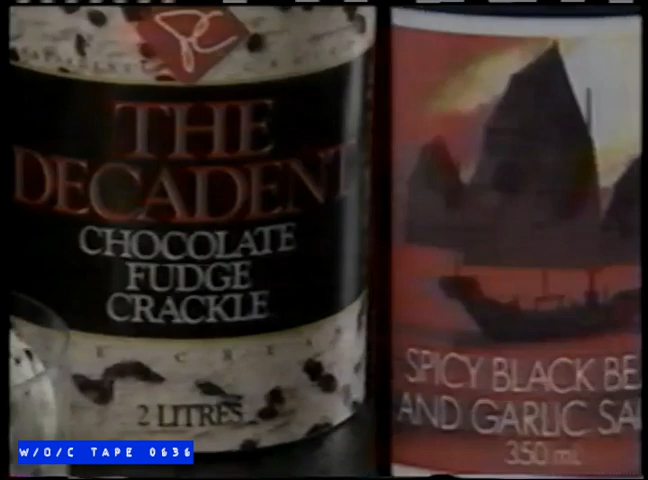 THE
DECADENT
CHOCOLATE
FUDGE
CRACKLE
2 LITRES
SPICY BLACK BE
AND GARLIC SA
350 mL
W/O/C TAPE 0636